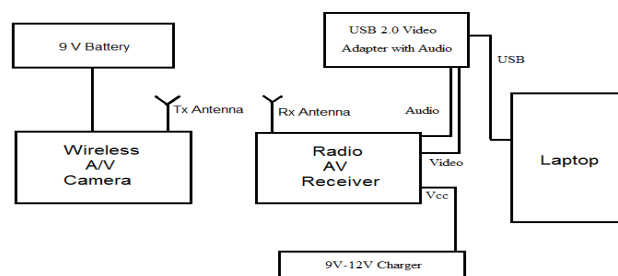 9 V Battery
USB 2.0 Video
Adapter with Audio
USB
Tx Antenna
Rx Antenna
Audio
Wireless
A/V
Camera
Radio
AV
Receiver
Video
Vcc
Laptop
9V-12V Charger